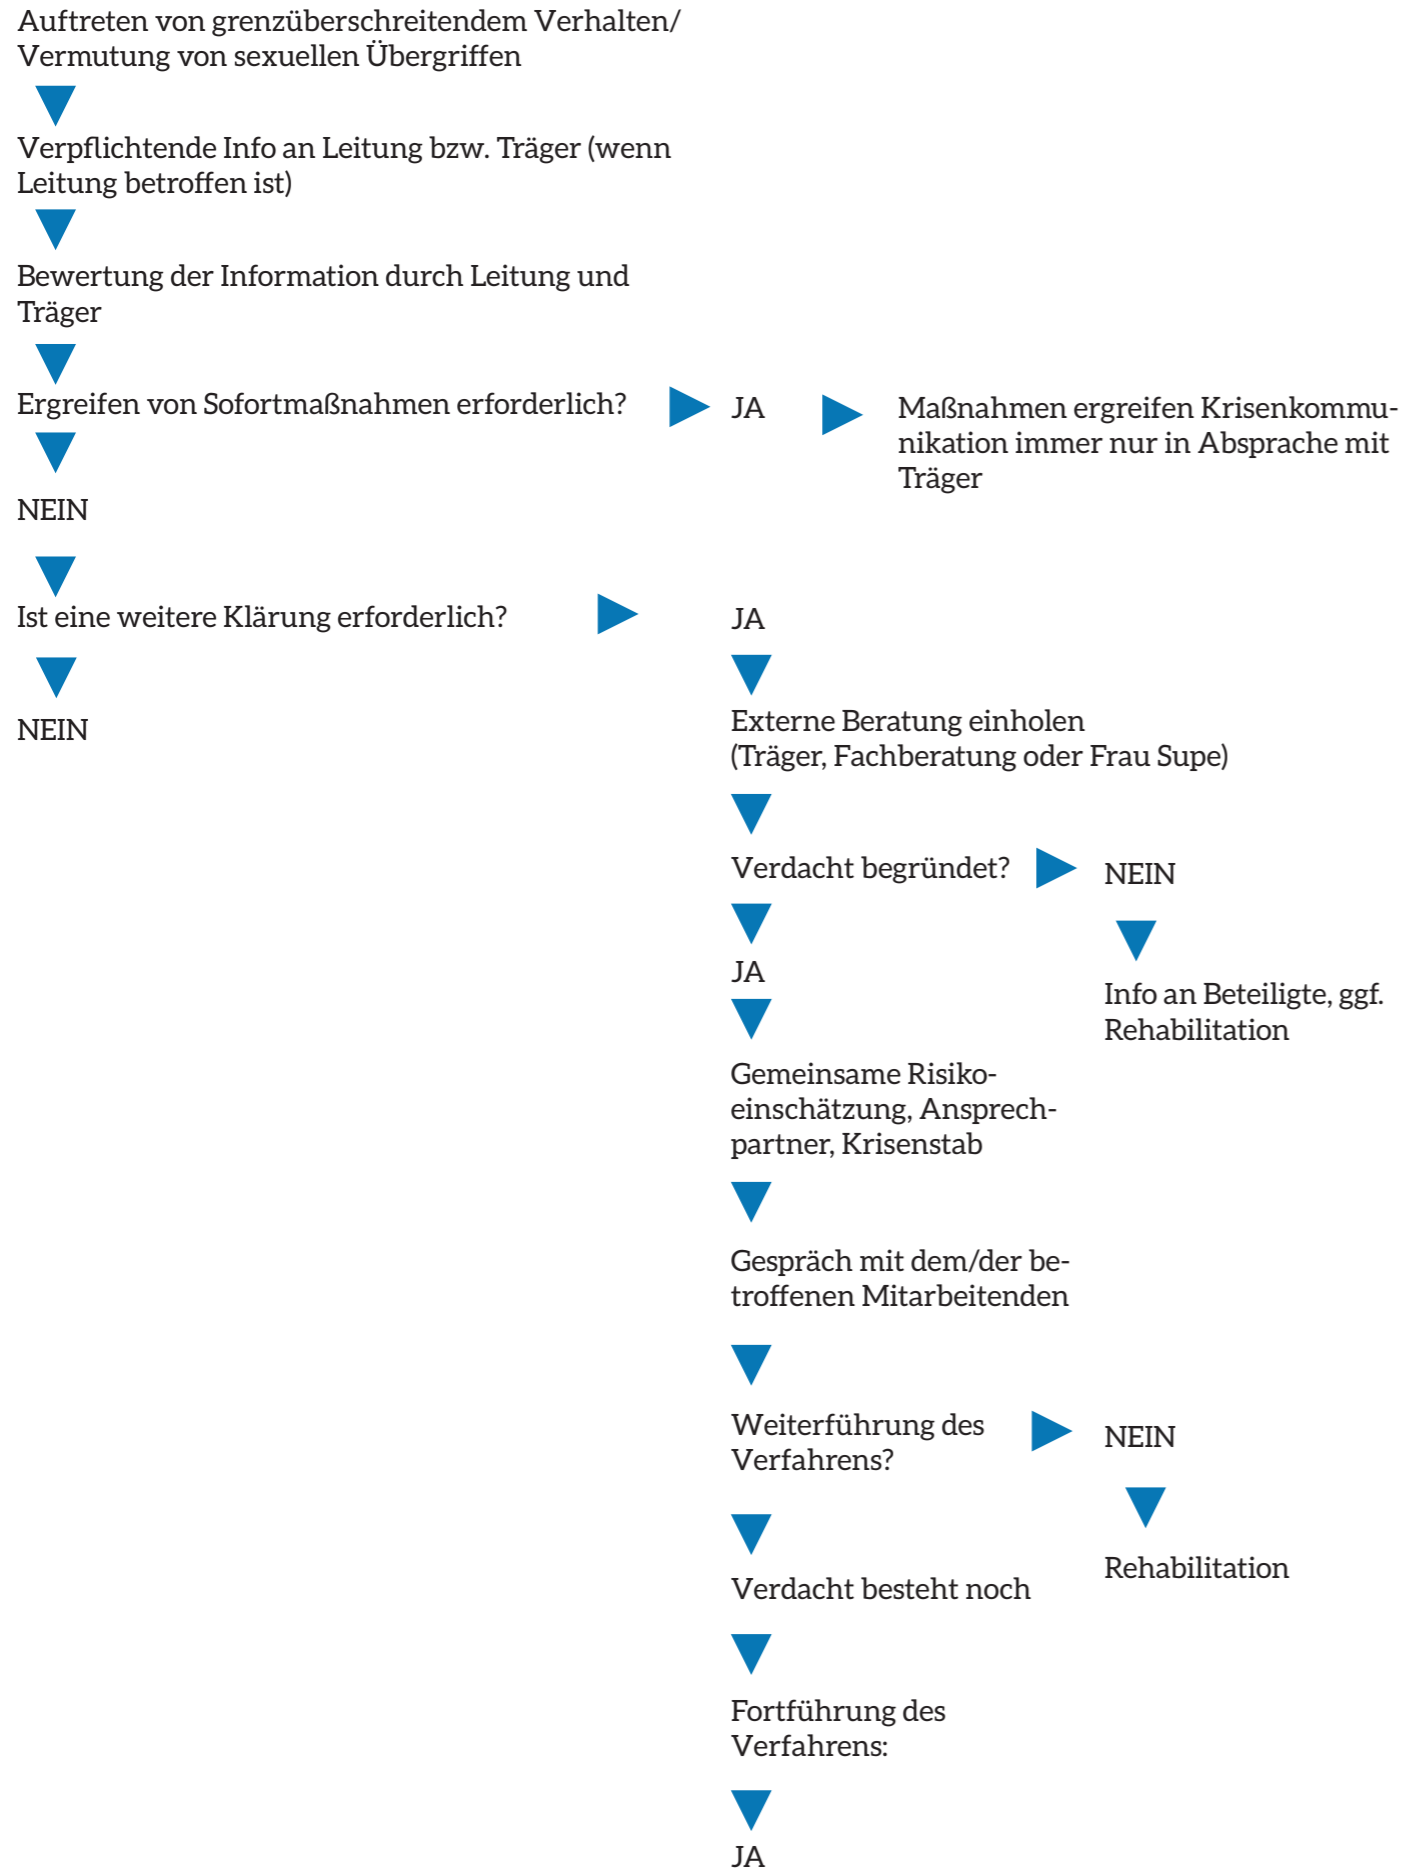 Auftreten von grenzüberschreitendem Verhalten/
Vermutung von sexuellen Übergriffen
Verpflichtende Info an Leitung bzw. Träger (wenn
Leitung betroffen ist)
Bewertung der Information durch Leitung und
Träger
Ergreifen von Sofortmaßnahmen erforderlich?
JA
Maßnahmen ergreifen Krisenkommu-
nikation immer nur in Absprache mit
Träger
NEIN
Ist eine weitere Klärung erforderlich?
JA
NEIN
Externe Beratung einholen
(Träger, Fachberatung oder Frau Supe)
Verdacht begründet?
NEIN
JA
Info an Beteiligte, ggf.
Rehabilitation
Gemeinsame Risiko-
einschätzung, Ansprech-
partner, Krisenstab
Gespräch mit dem/der be-
troffenen Mitarbeitenden
Weiterführung des
Verfahrens?
NEIN
Rehabilitation
Verdacht besteht noch
Fortführung des
Verfahrens:
JA